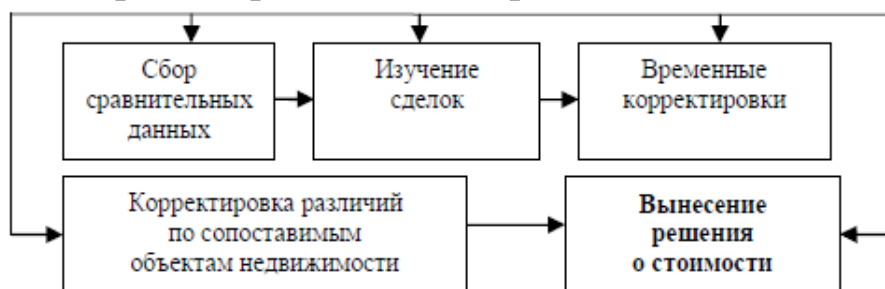 Сбор
сравнительных
данных
Изучение
сделок
Временные
корректировки
Корректировка различий
по сопоставимым
объектам недвижимости
Вынесение
решения
о стоимости